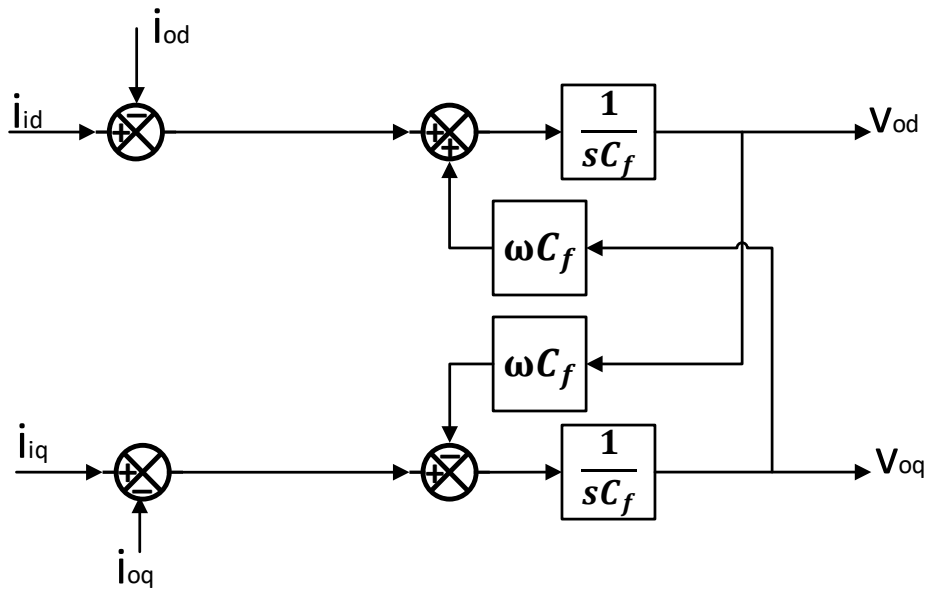 iod
iid
− +
+ +
1
sCf
vod
ωCf
ωCf
iiq
+ −
+ −
1
sCf
voq
ioq